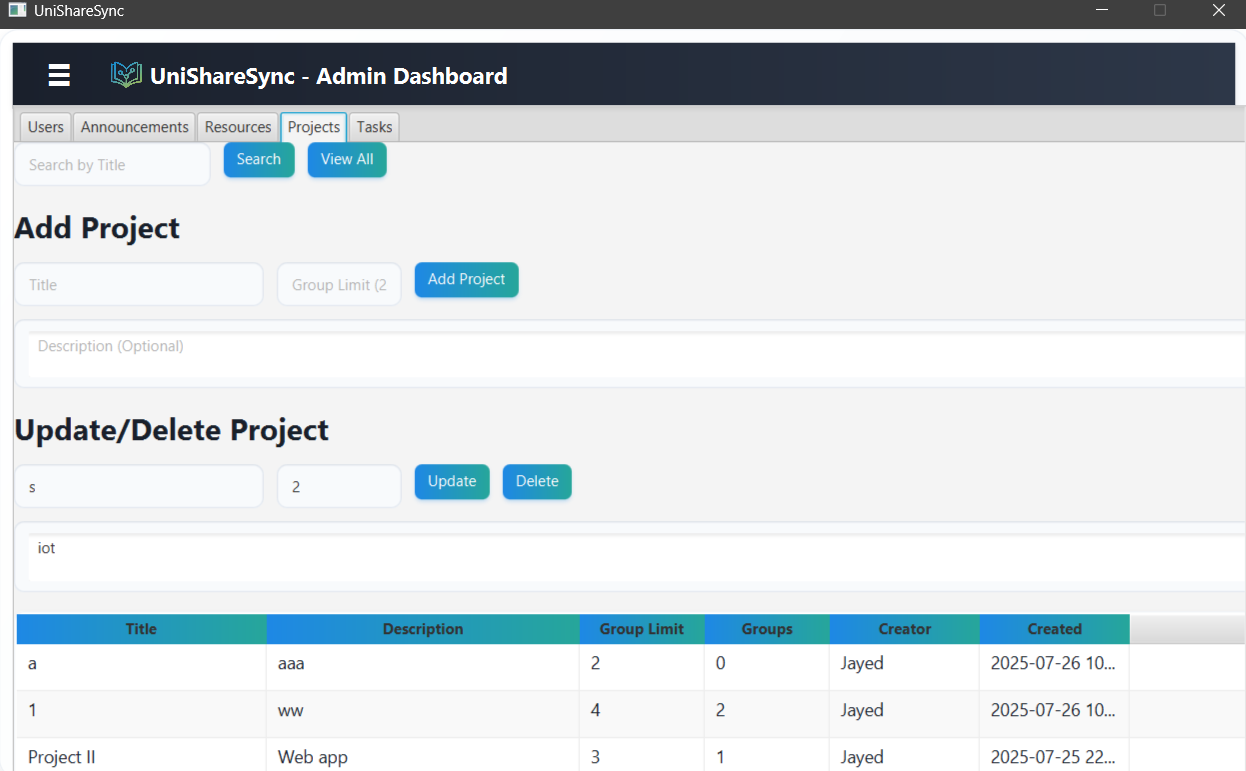 UniShareSync
UniShareSync - Admin Dashboard
Users Announcements Resources Projects Tasks
Search by Title Search View All
Add Project
Title Group Limit (2 Add Project
Description (Optional)
Update/Delete Project
s 2 Update Delete
iot
Title Description Group Limit Groups Creator Created
a aaa 2 0 Jayed 2025-07-26 10...
1 ww 4 2 Jayed 2025-07-26 10...
Project II Web app 3 1 Jayed 2025-07-25 22...